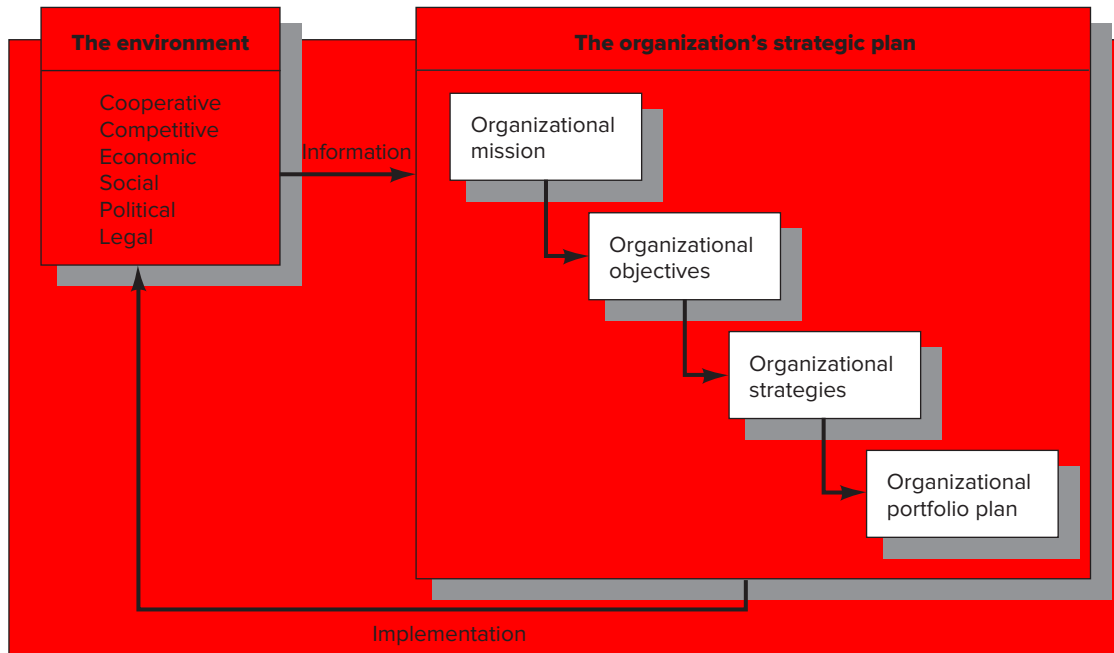 The environment
Cooperative
Competitive
Economic
Social
Political
Legal
Information
The organization’s strategic plan
Organizational
mission
Organizational
objectives
Organizational
strategies
Organizational
portfolio plan
Implementation